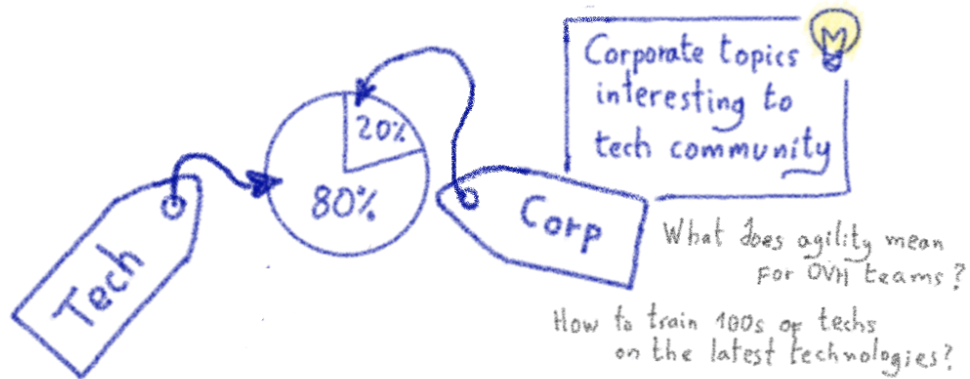 Corporate topics
interesting to
tech community
20%
80%
Tech
Corp
What does agility mean
For OVH teams?
How to train 100s of techs
on the latest technologies?